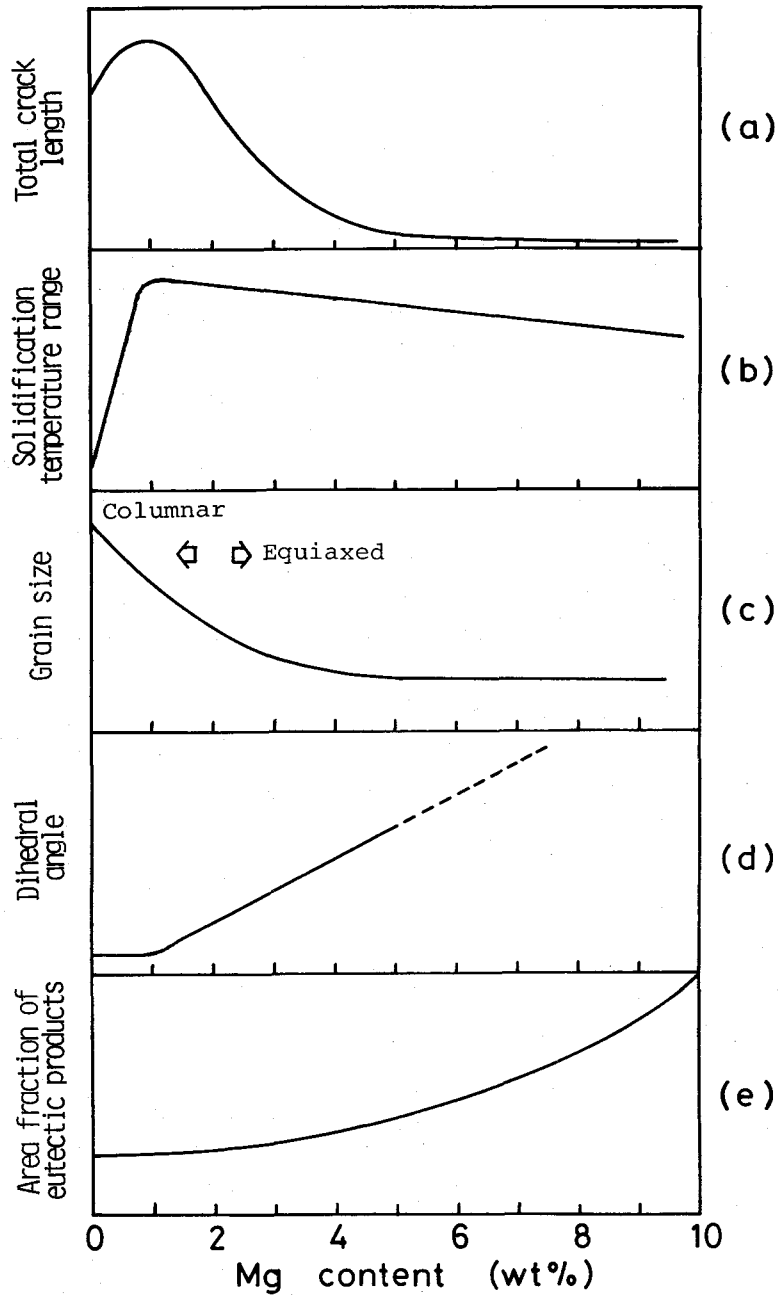 Total crack
length
(a)
Solidification
temperature range
(b)
Grain size
Columnar
Equiaxed
(c)
Dihedral
angle
(d)
Area fraction of
eutectic products
(e)
0 2 4 6 8 10
Mg content (wt%)